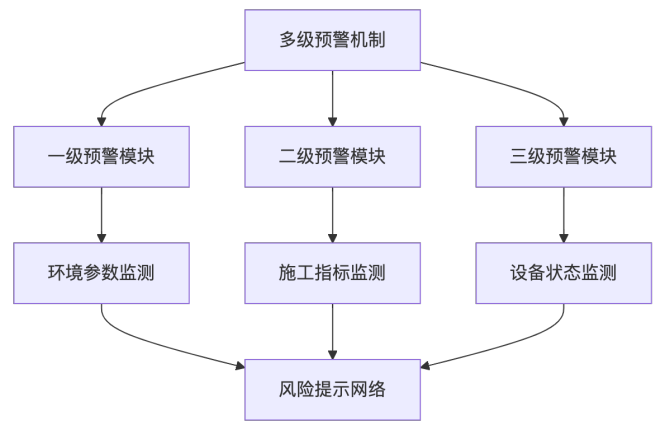 多级预警机制
一级预警模块
二级预警模块
三级预警模块
环境参数监测
施工指标监测
设备状态监测
风险提示网络